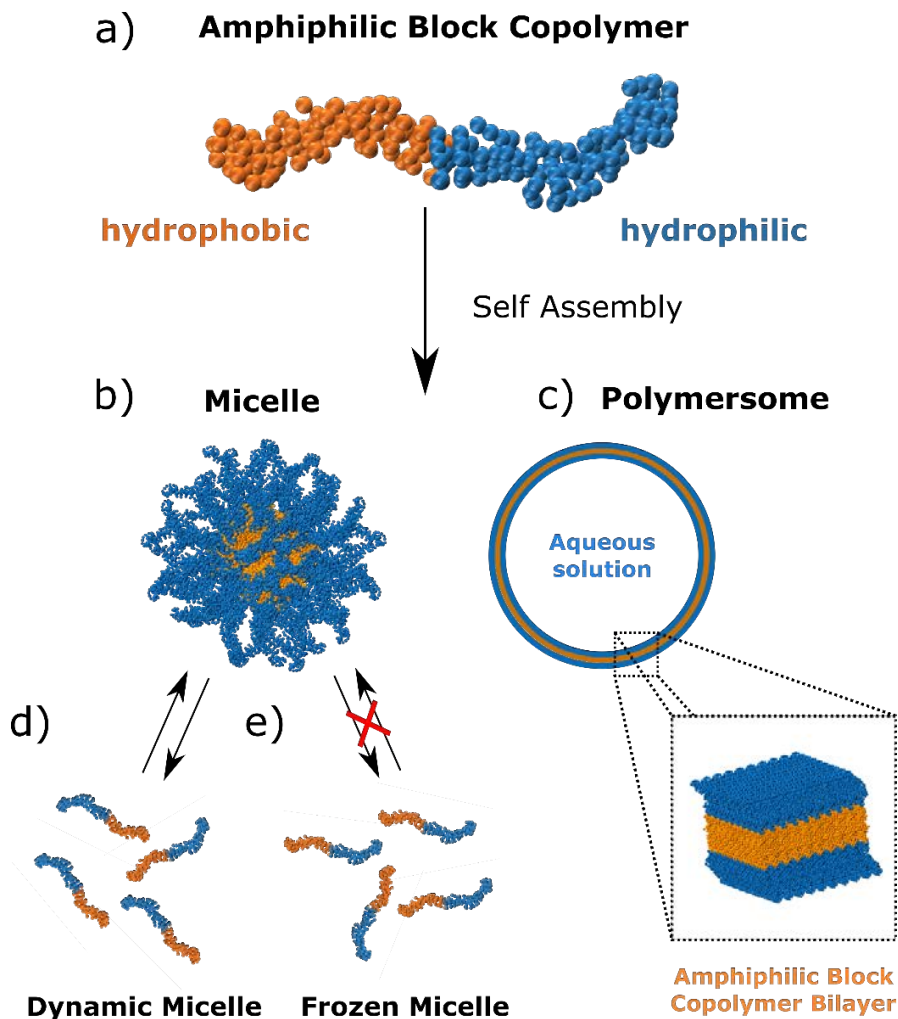 a) Amphiphilic Block Copolymer
hydrophobic
hydrophilic
Self Assembly
b) Micelle
c) Polymersome
Aqueous
solution
d)
e)
Dynamic Micelle
Frozen Micelle
Amphiphilic Block
Copolymer Bilayer